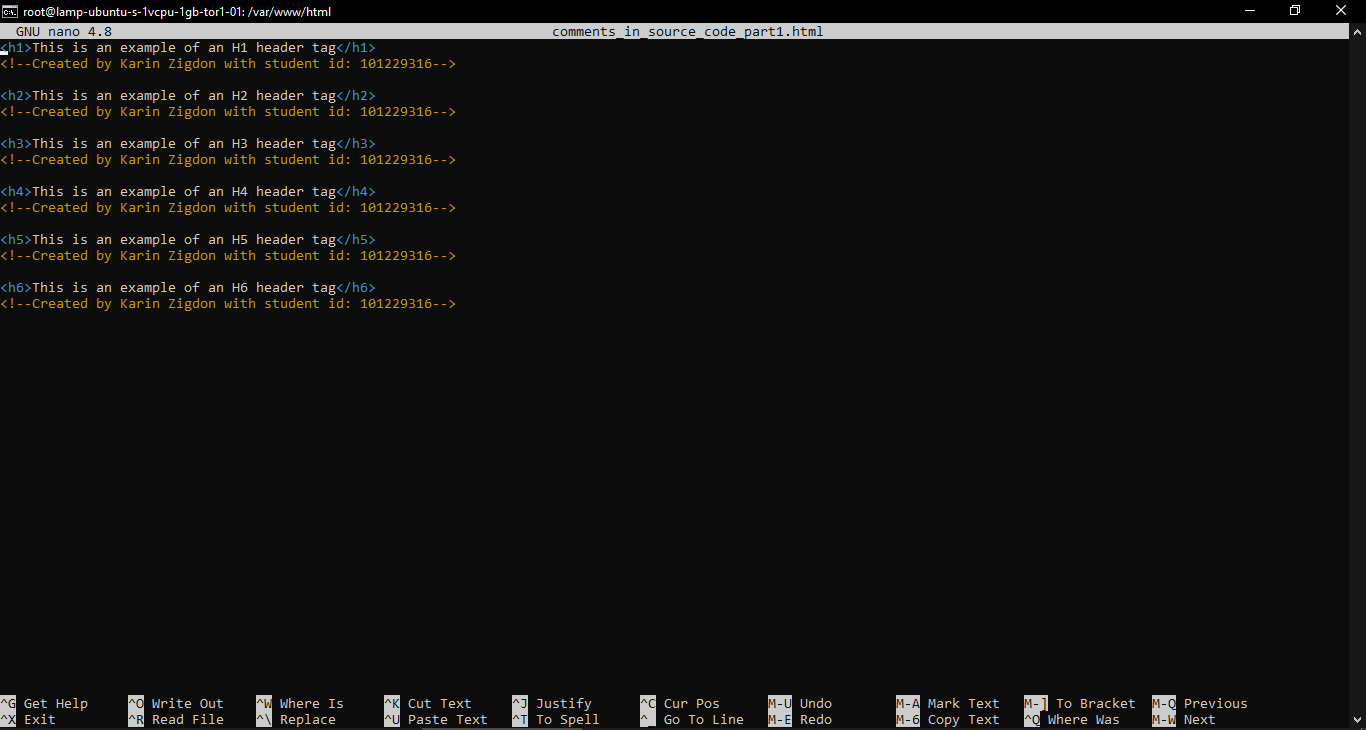 root@lamp-ubuntu-s-1vcpu-1gb-tor1-01: /var/www/html
GNU nano 4.8 comments_in_source_code_part1.html
<h1>This is an example of an H1 header tag</h1>
<!--Created by Karin Zigdon with student id: 101229316-->
<h2>This is an example of an H2 header tag</h2>
<!--Created by Karin Zigdon with student id: 101229316-->
<h3>This is an example of an H3 header tag</h3>
<!--Created by Karin Zigdon with student id: 101229316-->
<h4>This is an example of an H4 header tag</h4>
<!--Created by Karin Zigdon with student id: 101229316-->
<h5>This is an example of an H5 header tag</h5>
<!--Created by Karin Zigdon with student id: 101229316-->
<h6>This is an example of an H6 header tag</h6>
<!--Created by Karin Zigdon with student id: 101229316-->
^G Get Help ^O Write Out ^W Where Is ^K Cut Text ^J Justify ^C Cur Pos M-U Undo M-A Mark Text M-] To Bracket M-Q Previous
^X Exit ^R Read File ^\ Replace ^U Paste Text ^T To Spell ^_ Go To Line M-E Redo M-6 Copy Text ^Q Where Was M-W Next